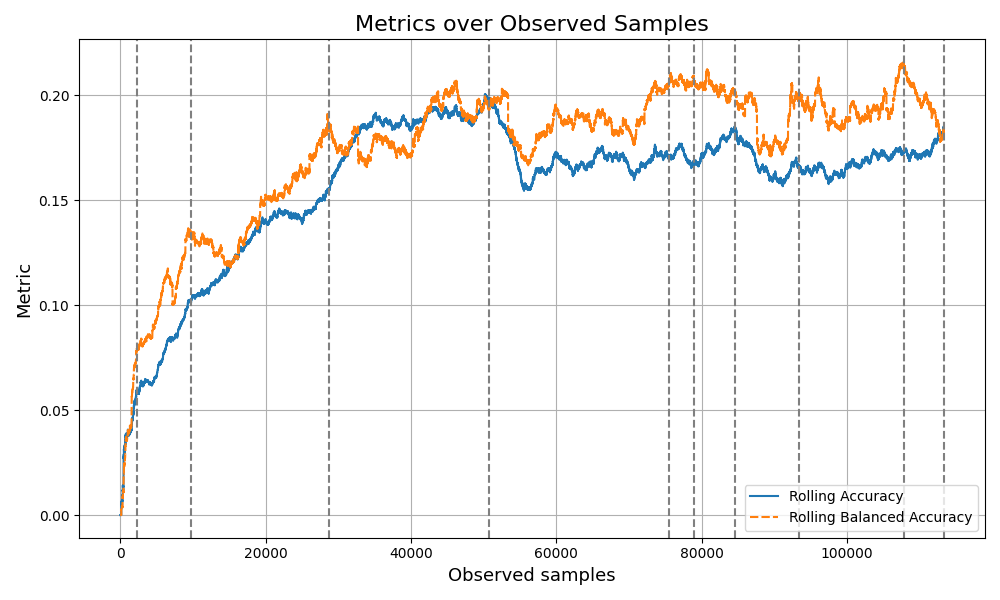 Metrics over Observed Samples
Metric
0.20
0.15
0.10
0.05
0.00
0
20000
40000
60000
80000
100000
Observed samples
Rolling Accuracy
Rolling Balanced Accuracy